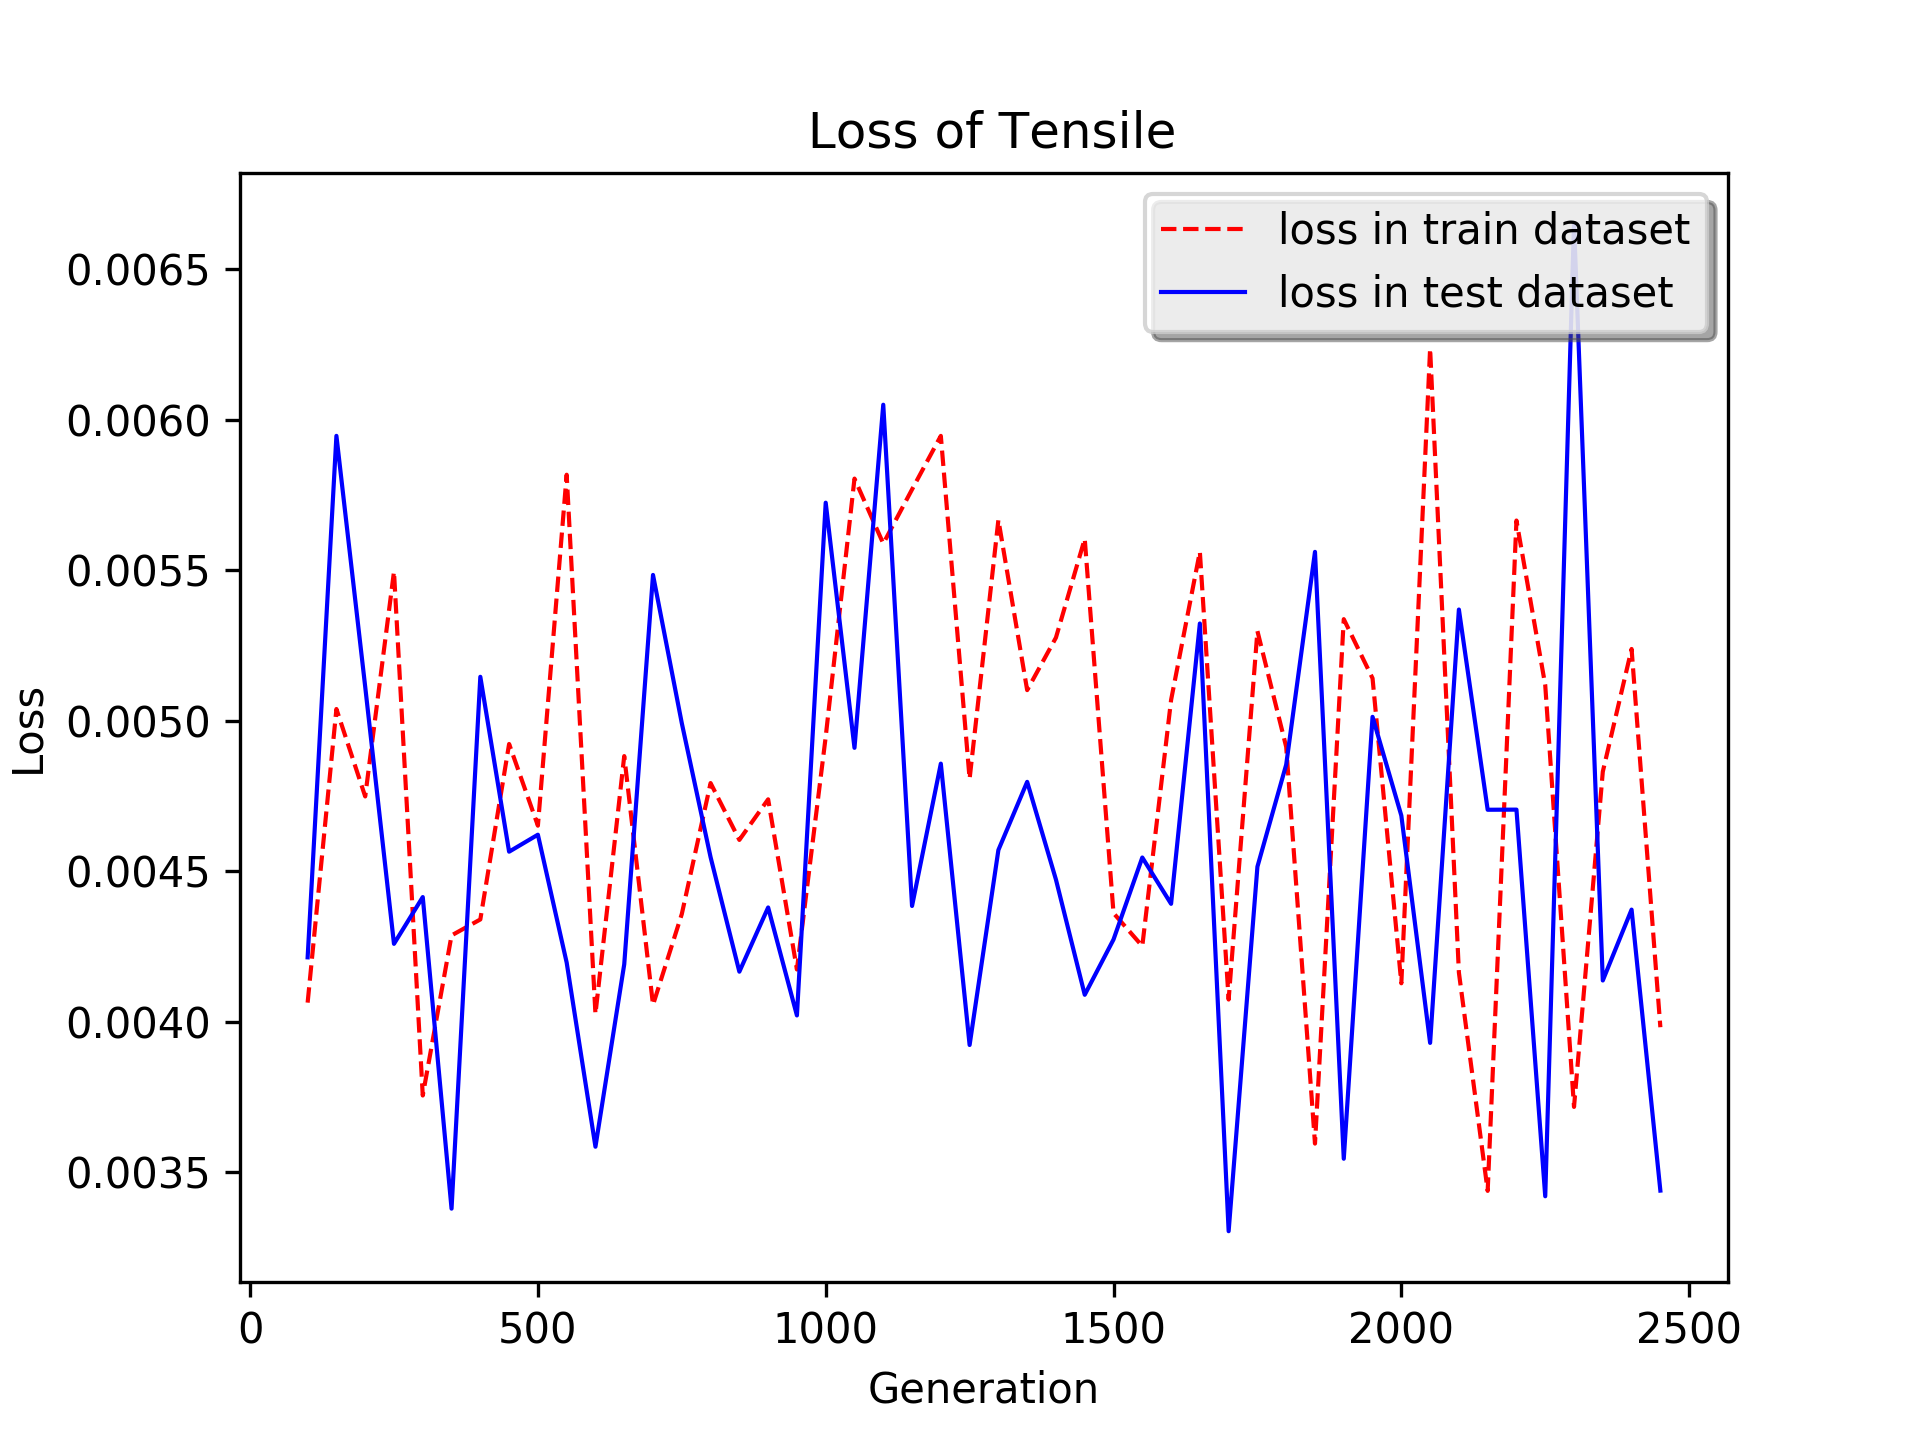 Loss of Tensile
loss in train dataset
loss in test dataset
0.0065
0.0060
0.0055
0.0050
0.0045
0.0040
0.0035
Loss
0 500 1000 1500 2000 2500
Generation